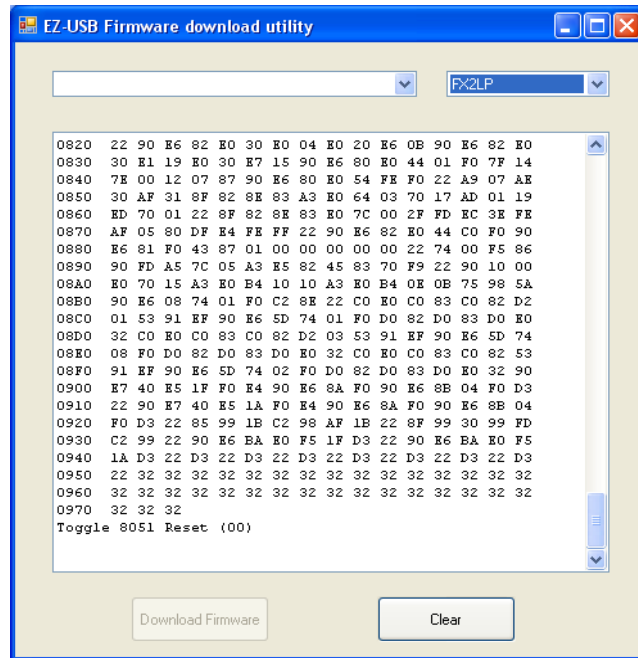 EZ-USB Firmware download utility
FX2LP
0820 22 90 E6 82 E0 30 E0 04 E0 20 E6 0B 90 E6 82 E0
0830 30 E1 19 E0 30 E7 15 90 E6 80 E0 44 01 F0 7F 14
0840 7E 00 12 07 87 90 E6 80 E0 54 FE F0 22 A9 07 AE
0850 30 AF 31 8F 82 8E 83 A3 E0 64 03 70 17 AD 01 19
0860 ED 70 01 22 8F 82 8E 83 E0 7C 00 2F FD EC 3E FE
0870 AF 05 80 DF E4 FE FF 22 90 E6 82 E0 44 C0 F0 90
0880 E6 81 F0 43 87 01 00 00 00 00 00 22 74 00 F5 86
0890 90 FD A5 7C 05 A3 E5 82 45 83 70 F9 22 90 10 00
08A0 E0 70 15 A3 E0 B4 10 10 A3 E0 B4 0E 0B 75 98 5A
08B0 90 E6 08 74 01 F0 C2 8E 22 C0 E0 C0 83 C0 82 D2
08C0 01 53 91 EF 90 E6 5D 74 01 F0 D0 82 D0 83 D0 E0
08D0 32 C0 E0 C0 83 C0 82 D2 03 53 91 EF 90 E6 5D 74
08E0 08 F0 D0 82 D0 83 D0 E0 32 C0 E0 C0 83 C0 82 53
08F0 91 EF 90 E6 5D 74 02 F0 D0 82 D0 83 D0 E0 32 90
0900 E7 40 E5 1F F0 E4 90 E6 8A F0 90 E6 8B 04 F0 D3
0910 22 90 E7 40 E5 1A F0 E4 90 E6 8A F0 90 E6 8B 04
0920 F0 D3 22 85 99 1B C2 98 AF 1B 22 8F 99 30 99 FD
0930 C2 99 22 90 E6 BA E0 F5 1F D3 22 90 E6 BA E0 F5
0940 1A D3 22 D3 22 D3 22 D3 22 D3 22 D3 22 D3 22 D3
0950 22 32 32 32 32 32 32 32 32 32 32 32 32 32 32 32
0960 32 32 32 32 32 32 32 32 32 32 32 32 32 32 32 32
0970 32 32 32
Toggle 8051 Reset (00)
Download Firmware
Clear